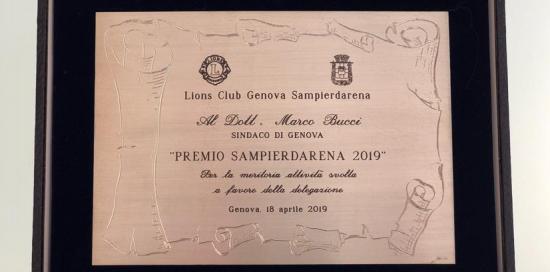 LIONS
L
Lions Club Genova Sampierdarena
Al Dott. Marco Bucci
SINDACO DI GENOVA
"PREMIO SAMPIERDARENA 2019"
Per la meritoria attività svolta
a favore della delegazione
Genova, 18 aprile 2019